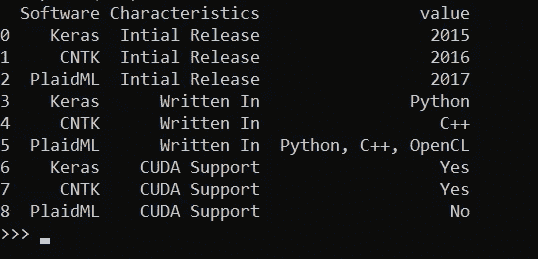 Software Characteristics value
0 Keras Intial Release 2015
1 CNTK Intial Release 2016
2 PlaidML Intial Release 2017
3 Keras Written In Python
4 CNTK Written In C++
5 PlaidML Written In Python, C++, OpenCL
6 Keras CUDA Support Yes
7 CNTK CUDA Support Yes
8 PlaidML CUDA Support No
>>> _